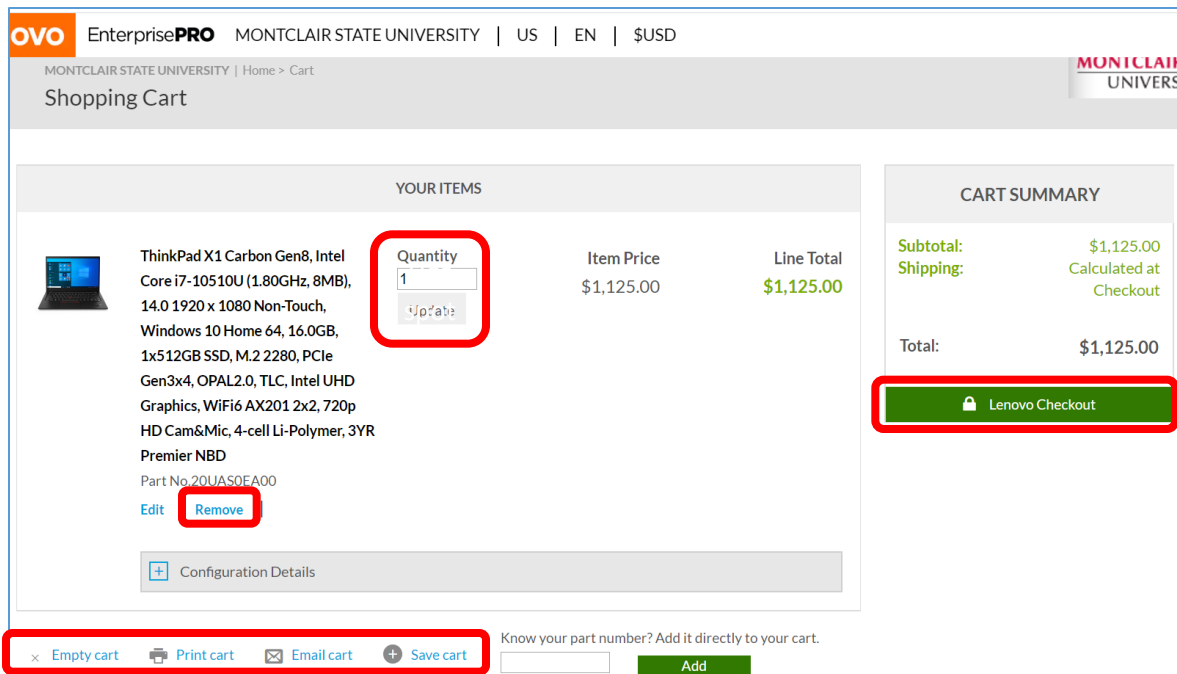 OVO EnterprisePRO MONTCLAIR STATE UNIVERSITY | US | EN | $USD
MONTCLAIR STATE UNIVERSITY | Home > Cart
Shopping Cart
MONTCLAIR
UNIVERS
YOUR ITEMS
ThinkPad X1 Carbon Gen8, Intel
Core i7-10510U (1.80GHz, 8MB),
14.0 1920 x 1080 Non-Touch,
Windows 10 Home 64, 16.0GB,
1x512GB SSD, M.2 2280, PCIe
Gen3x4, OPAL2.0, TLC, Intel UHD
Graphics, WiFi6 AX201 2x2, 720p
HD Cam&Mic, 4-cell Li-Polymer, 3YR
Premier NBD
Part No.20UAS0EA00
Edit Remove
Quantity
1
Update
Item Price
$1,125.00
Line Total
$1,125.00
Configuration Details
CART SUMMARY
Subtotal: $1,125.00
Shipping: Calculated at
Checkout
Total: $1,125.00
Lenovo Checkout
Empty cart Print cart Email cart Save cart
Know your part number? Add it directly to your cart.
Add